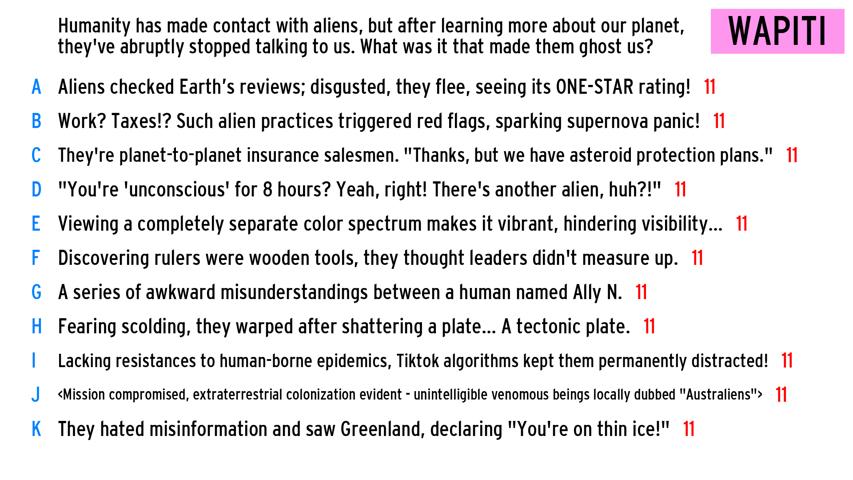 Humanity has made contact with aliens, but after learning more about our planet,
they've abruptly stopped talking to us. What was it that made them ghost us?
WAPITI
A Aliens checked Earth's reviews; disgusted, they flee, seeing its ONE-STAR rating! 11
B Work? Taxes!? Such alien practices triggered red flags, sparking supernova panic! 11
C They're planet-to-planet insurance salesmen. "Thanks, but we have asteroid protection plans." 11
D "You're 'unconscious' for 8 hours? Yeah, right! There's another alien, huh?!" 11
E Viewing a completely separate color spectrum makes it vibrant, hindering visibility... 11
F Discovering rulers were wooden tools, they thought leaders didn't measure up. 11
G A series of awkward misunderstandings between a human named Ally N. 11
H Fearing scolding, they warped after shattering a plate... A tectonic plate. 11
I Lacking resistances to human-borne epidemics, Tiktok algorithms kept them permanently distracted! 11
J <Mission compromised, extraterrestrial colonization evident - unintelligible venomous beings locally dubbed "Australiens"> 11
K They hated misinformation and saw Greenland, declaring "You're on thin ice!" 11